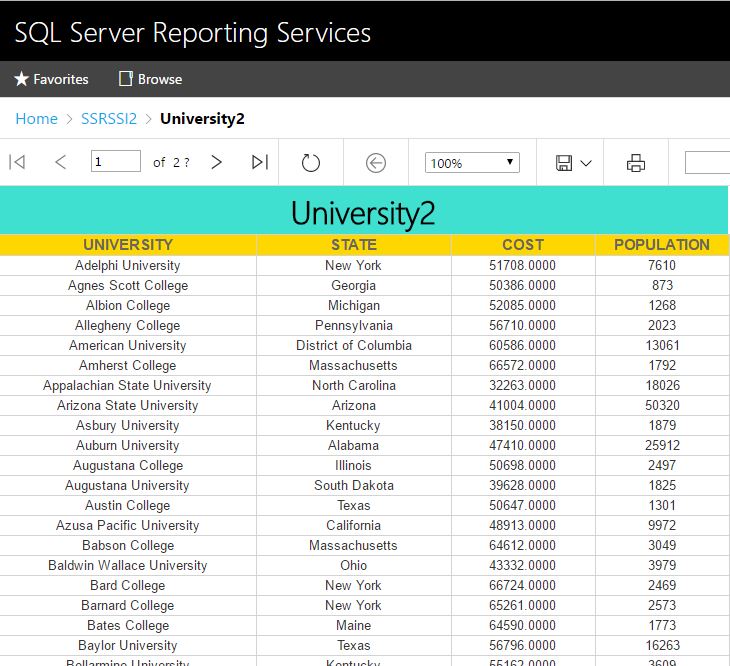 SQL Server Reporting Services
Favorites Browse
Home > SSRSSI2 > University2
1 of 2 ? 100%
University2
UNIVERSITY STATE COST POPULATION
Adelphi University New York 51708.0000 7610
Agnes Scott College Georgia 50386.0000 873
Albion College Michigan 52085.0000 1268
Allegheny College Pennsylvania 56710.0000 2023
American University District of Columbia 60586.0000 13061
Amherst College Massachusetts 66572.0000 1792
Appalachian State University North Carolina 32263.0000 18026
Arizona State University Arizona 41004.0000 50320
Asbury University Kentucky 38150.0000 1879
Auburn University Alabama 47410.0000 25912
Augustana College Illinois 50698.0000 2497
Augustana University South Dakota 39628.0000 1825
Austin College Texas 50647.0000 1301
Azusa Pacific University California 48913.0000 9972
Babson College Massachusetts 64612.0000 3049
Baldwin Wallace University Ohio 43332.0000 3979
Bard College New York 66724.0000 2469
Barnard College New York 65261.0000 2573
Bates College Maine 64590.0000 1773
Baylor University Texas 56796.0000 16263
Bellarmine University Kentucky 55162.0000 3609